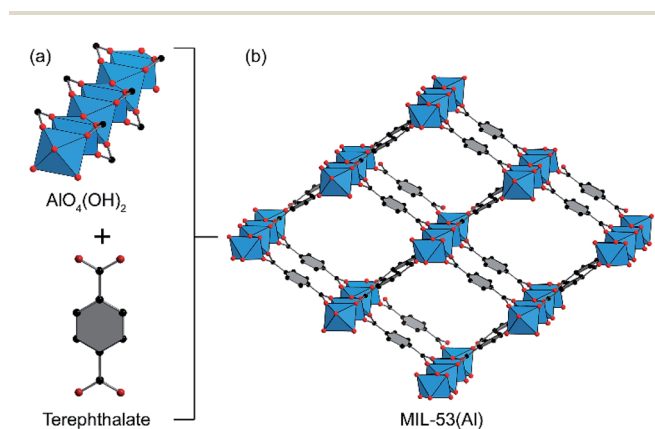 (a)
AlO₄(OH)₂
+
Terephthalate
(b)
MIL-53(Al)